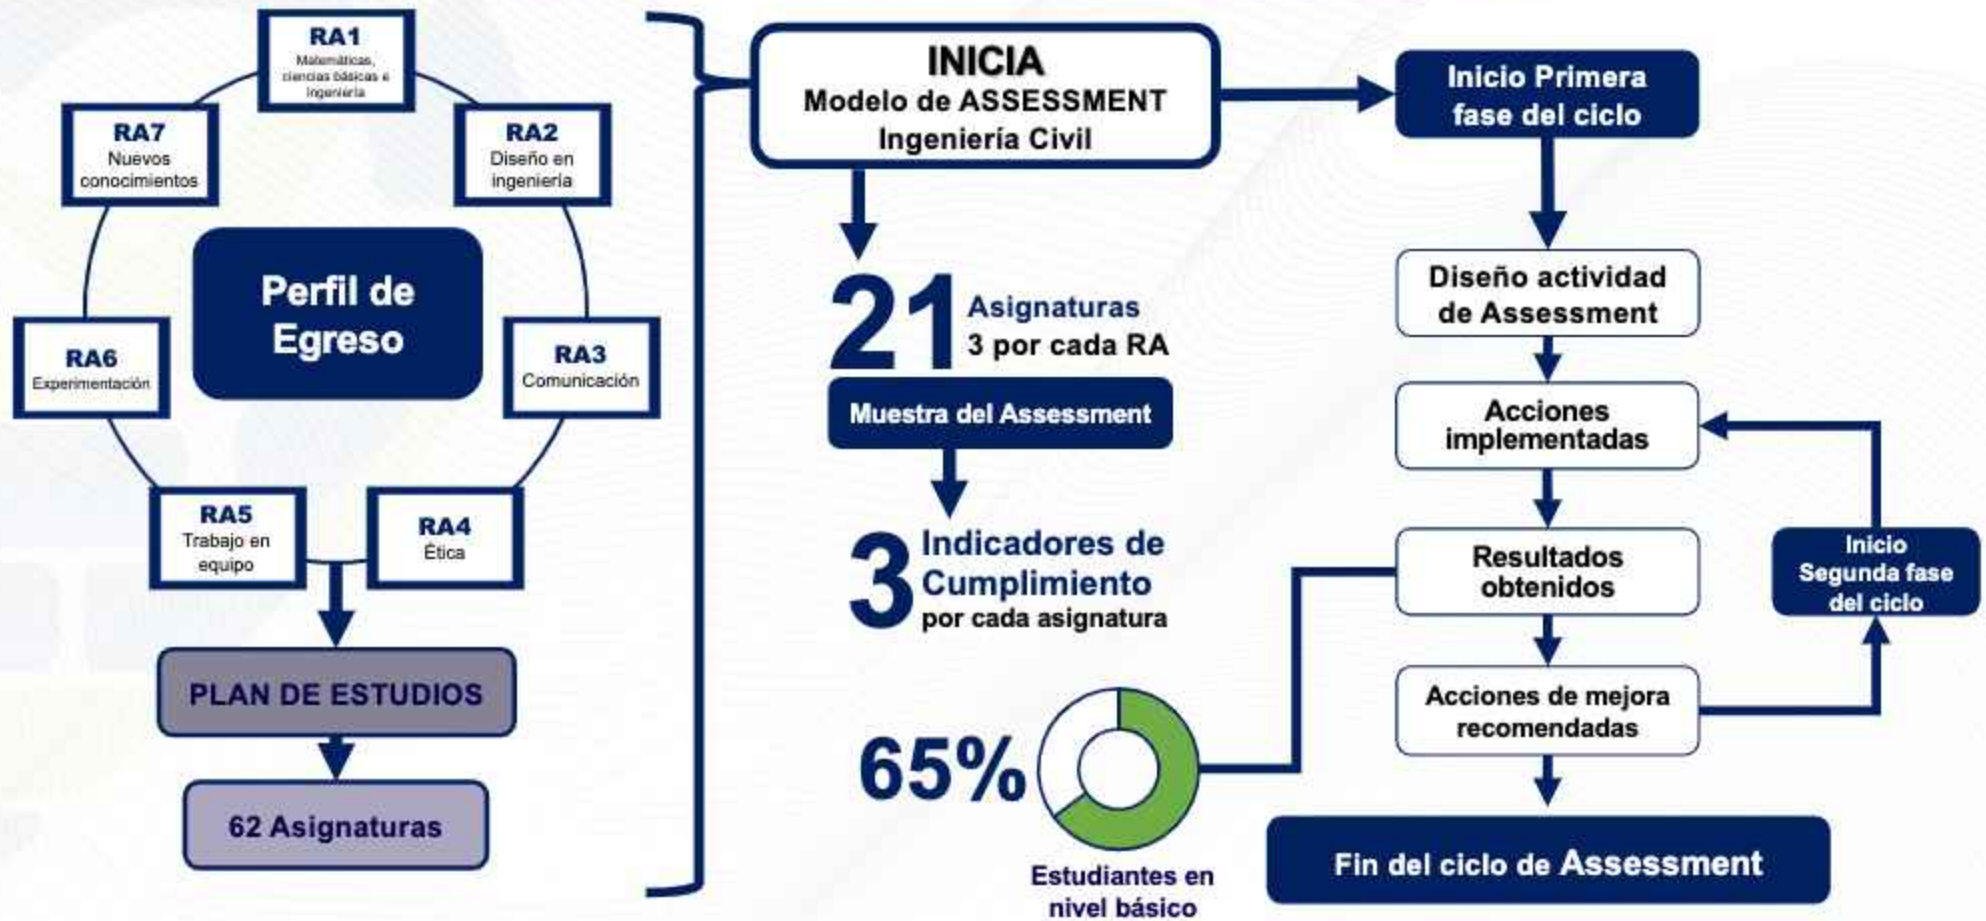 RA1
Matemáticas,
ciencias básicas e
Ingeniería
RA7
Nuevos
conocimientos
RA2
Diseño en
ingeniería
Perfil de
Egreso
RA6
Experimentación
RA3
Comunicación
RA5
Trabajo en
equipo
RA4
Ética
PLAN DE ESTUDIOS
62 Asignaturas
INICIA
Modelo de ASSESSMENT
Ingeniería Civil
21
Asignaturas
3 por cada RA
Muestra del Assessment
3
Indicadores de
Cumplimiento
por cada asignatura
65%
Estudiantes en
nivel básico
Inicio Primera
fase del ciclo
Diseño actividad
de Assessment
Acciones
implementadas
Resultados
obtenidos
Inicio
Segunda fase
del ciclo
Acciones de mejora
recomendadas
Fin del ciclo de Assessment